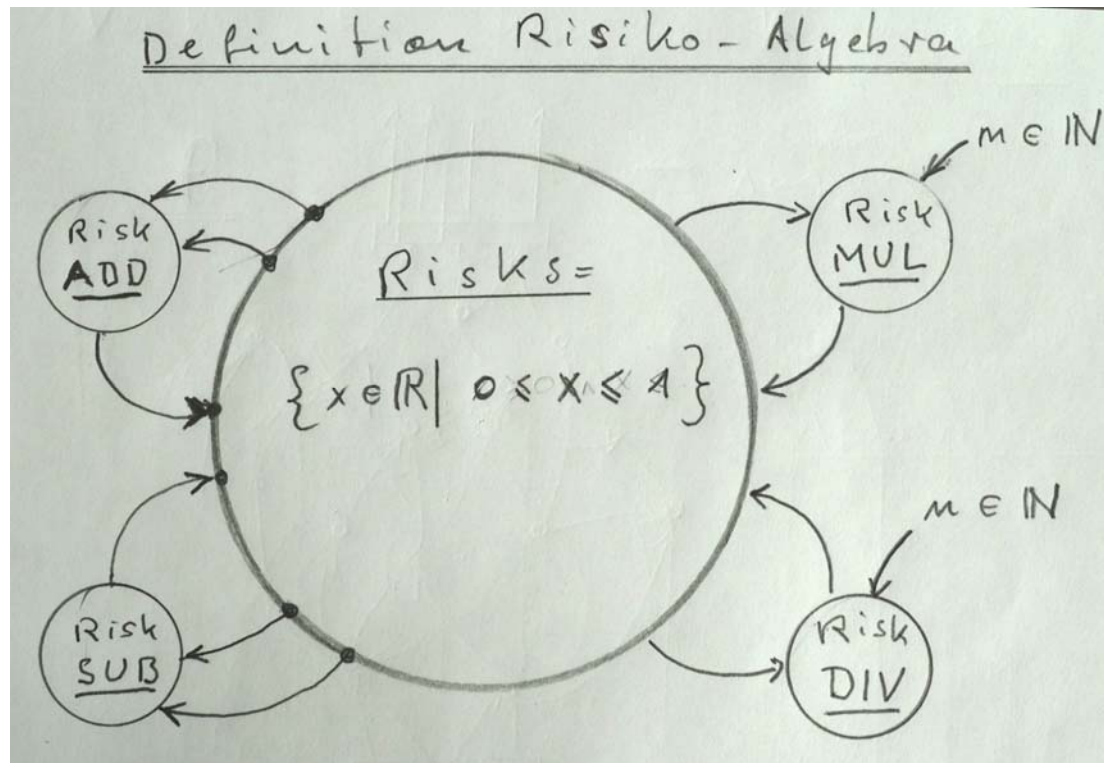 Definition Risiko-Algebra
m ∈ ℕ
Risk
ADD
Risk
MUL
Risks=
{x ∈ ℝ| 0 ≤ x ≤ 1}
m ∈ ℕ
Risk
SUB
Risk
DIV